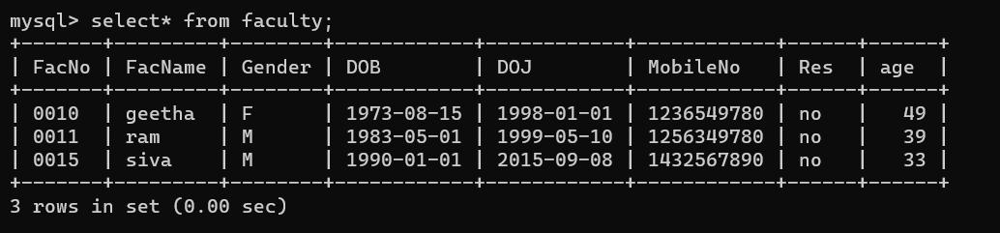 mysql> select* from faculty;
+-------+---------+--------+------------+------------+------------+------+-----+
| FacNo | FacName | Gender | DOB        | DOJ        | MobileNo   | Res  | age  |
+-------+---------+--------+------------+------------+------------+------+-----+
| 0010  | geetha  | F      | 1973-08-15 | 1998-01-01 | 1236549780 | no   |   49 |
| 0011  | ram     | M      | 1983-05-01 | 1999-05-10 | 1256349780 | no   |   39 |
| 0015  | siva    | M      | 1990-01-01 | 2015-09-08 | 1432567890 | no   |   33 |
+-------+---------+--------+------------+------------+------------+------+-----+
3 rows in set (0.00 sec)